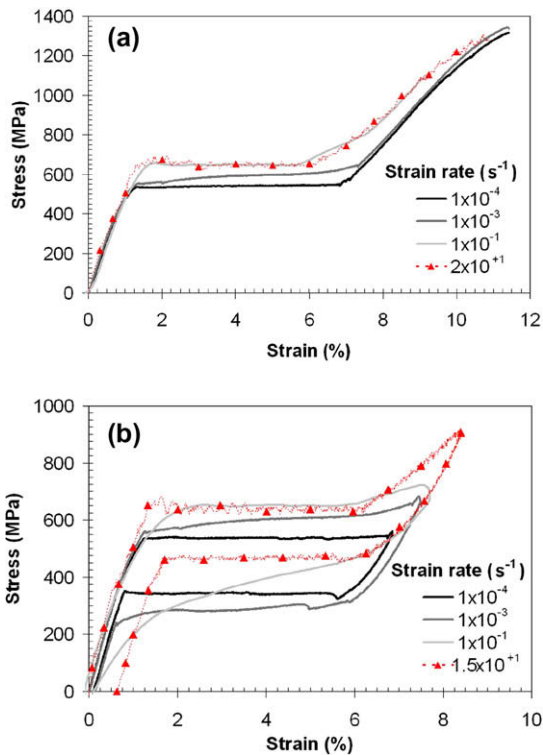 (a)
1400
1200
1000
800
600
400
200
0
Stress (MPa)
Strain rate (s⁻¹)
1x10⁻⁴
1x10⁻³
1x10⁻¹
2x10⁺¹
0 2 4 6 8 10 12
Strain (%)
(b)
1000
800
600
400
200
0
Stress (MPa)
Strain rate (s⁻¹)
1x10⁻⁴
1x10⁻³
1x10⁻¹
1.5x10⁺¹
0 2 4 6 8 10
Strain (%)